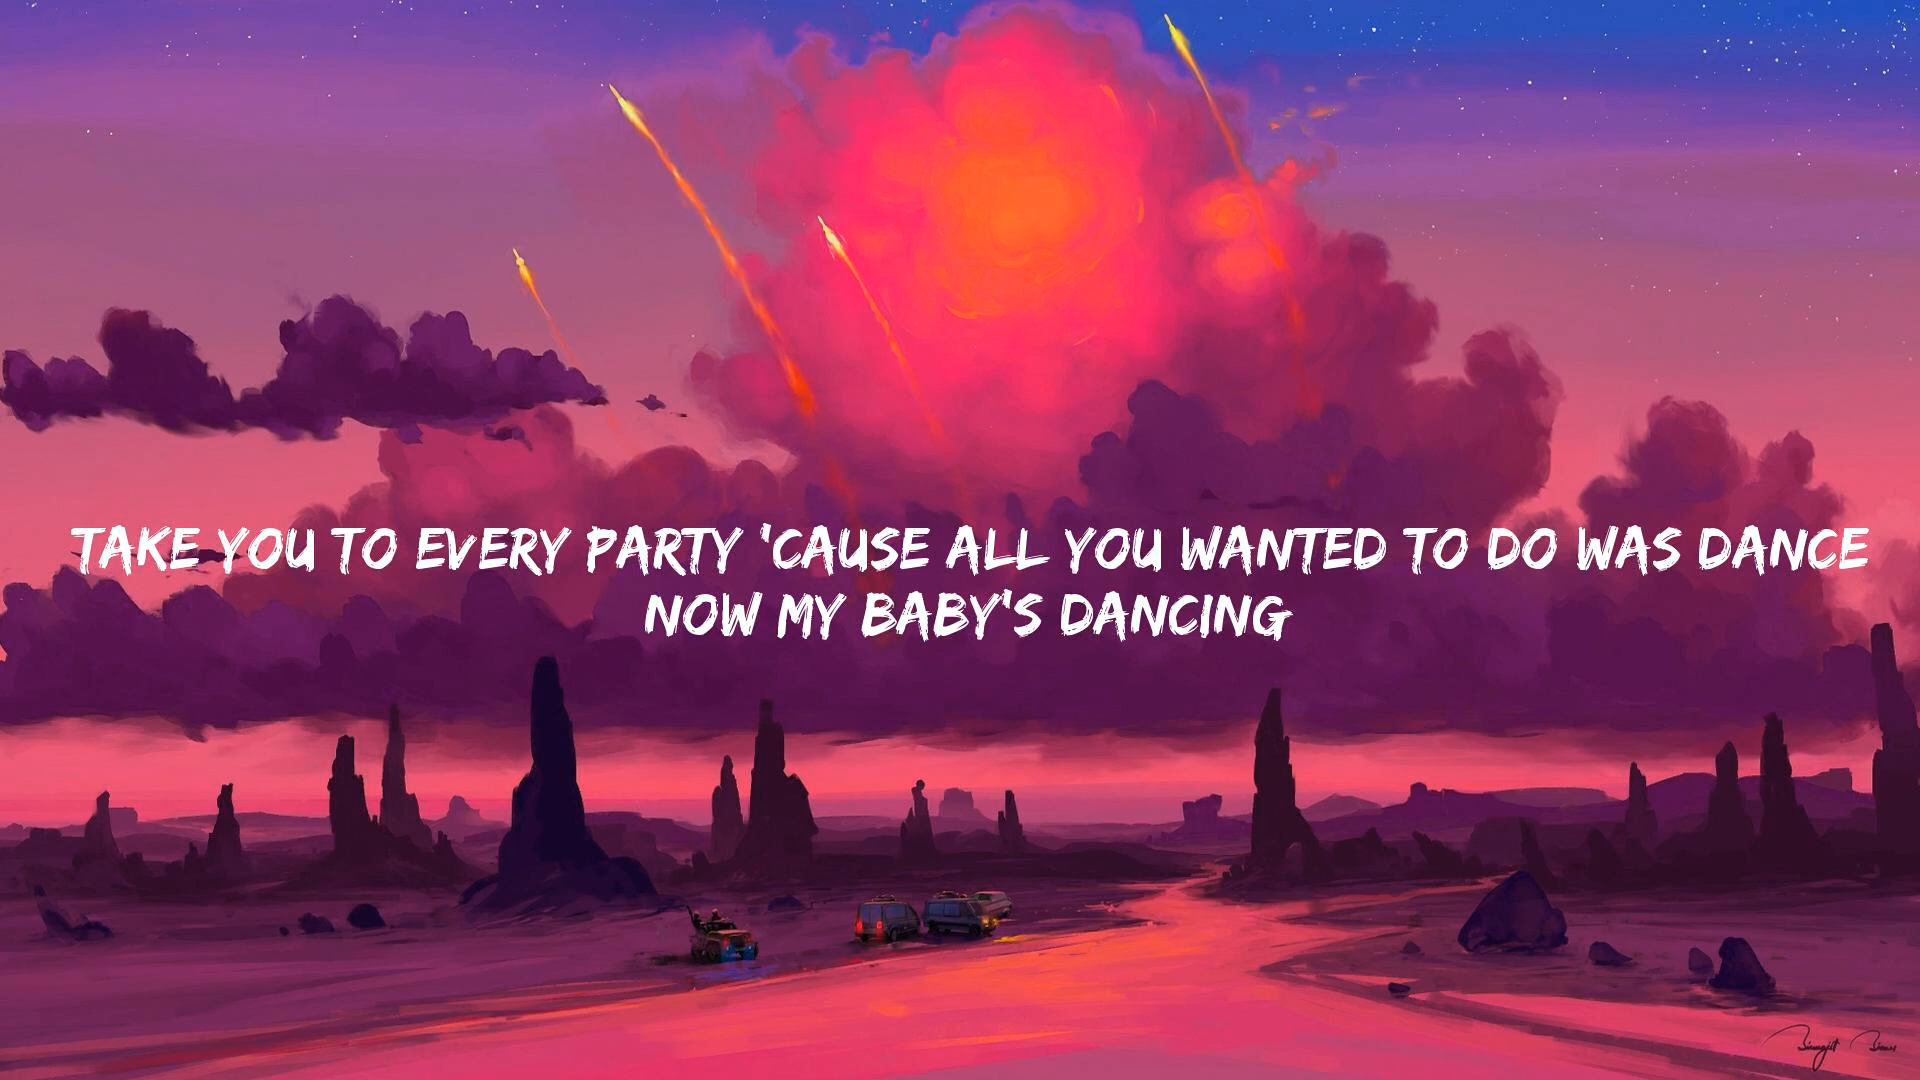 TAKE YOU TO EVERY PARTY 'CAUSE ALL YOU WANTED TO DO WAS DANCE
NOW MY BABY'S DANCING